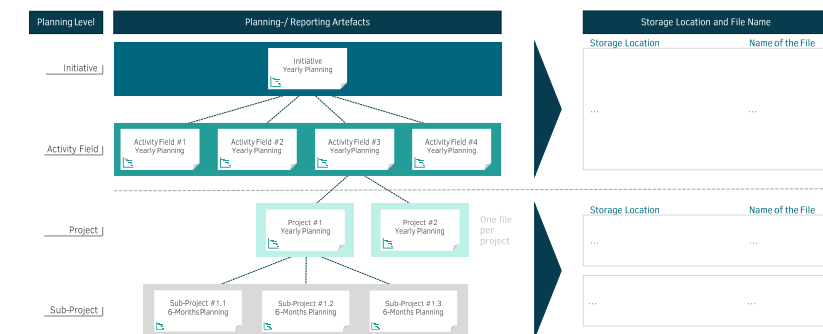 Planning Level
Planning-/ Reporting Artefacts
Storage Location and File Name
Storage Location
Name of the File
Initiative
Initiative
Yearly Planning
...
...
Activity Field
Activity Field #1
Yearly Planning
Activity Field #2
Yearly Planning
Activity Field #3
Yearly Planning
Activity Field #4
Yearly Planning
Storage Location
Name of the File
Project
Project #1
Yearly Planning
Project #2
Yearly Planning
One file
per
project
...
...
Sub-Project
Sub-Project #1.1
6-Months Planning
Sub-Project #1.2
6-Months Planning
Sub-Project #1.3
6-Months Planning
...
...